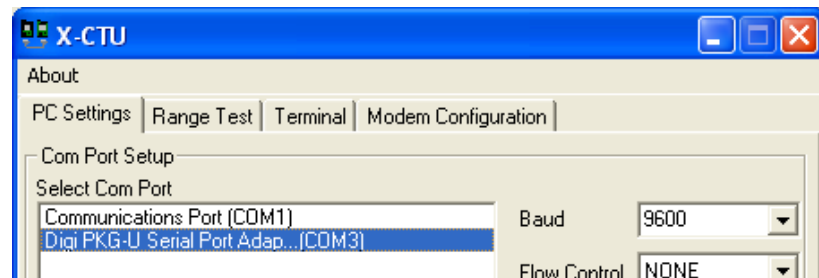 X-CTU
About
PC Settings Range Test Terminal Modem Configuration
Com Port Setup
Select Com Port
Communications Port (COM1)
Baud 9600
Digi PKG-U Serial Port Adap...(COM3)
Flow Control NONE